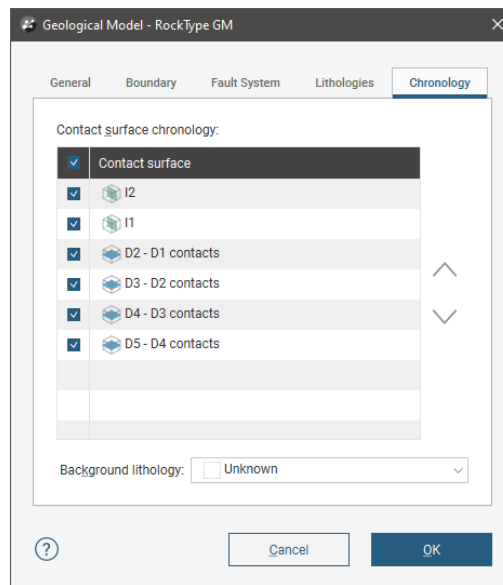 Geological Model - RockType GM
General Boundary Fault System Lithologies Chronology
Contact surface chronology:
Contact surface
I2
I1
D2 - D1 contacts
D3 - D2 contacts
D4 - D3 contacts
D5 - D4 contacts
Background lithology: Unknown
? Cancel OK